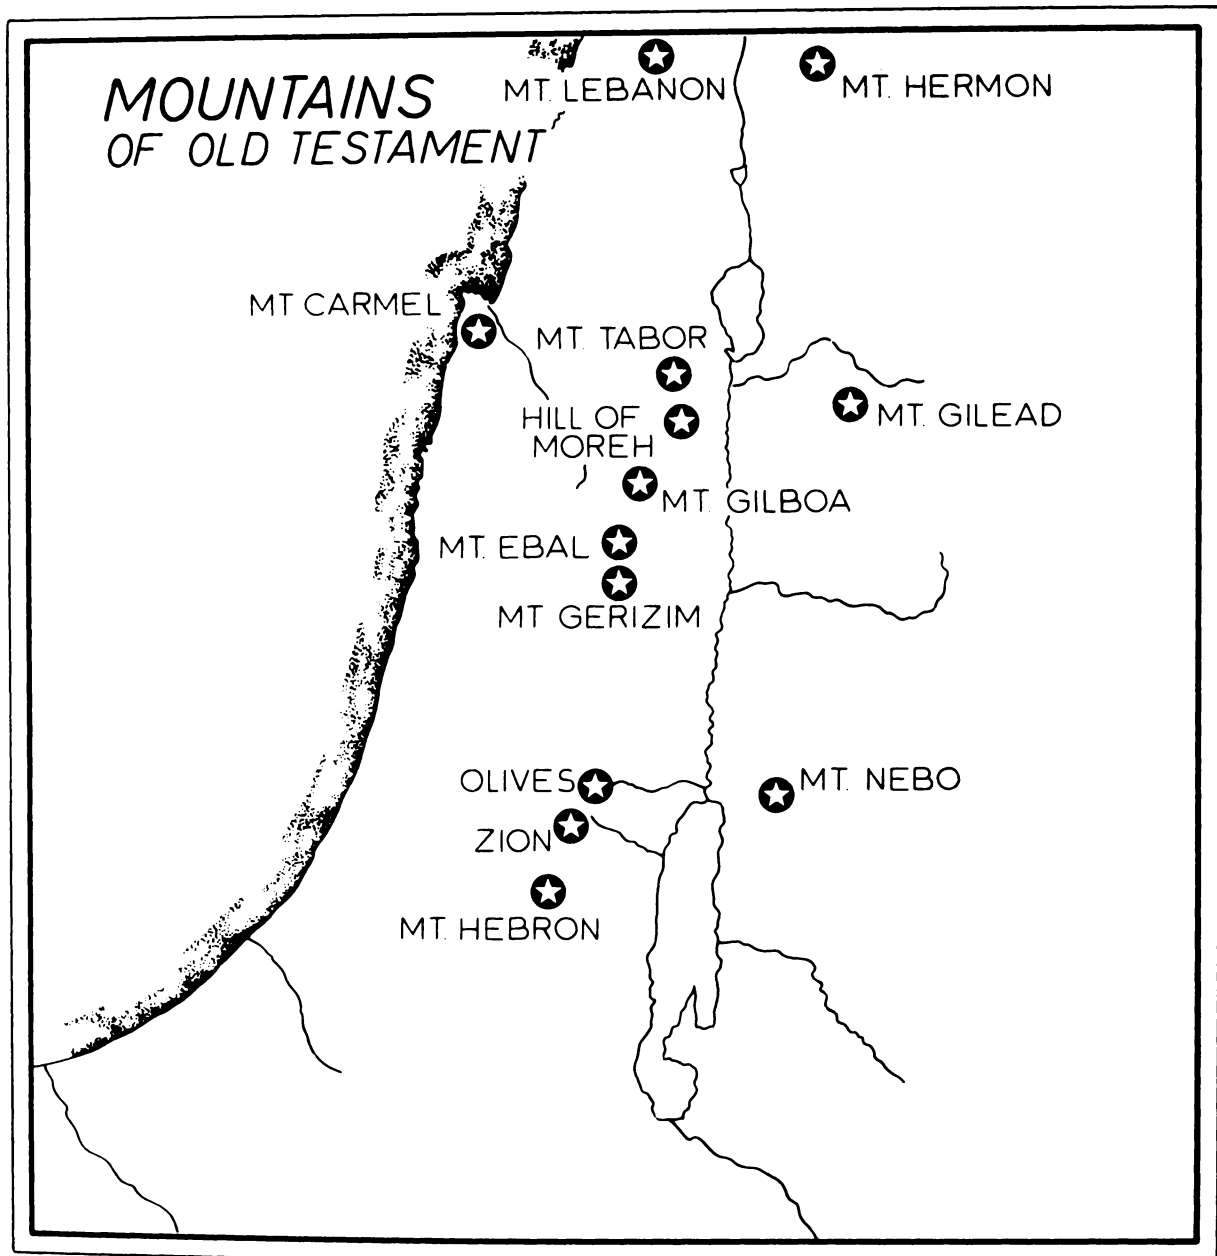 MOUNTAINS
OF OLD TESTAMENT
MT. LEBANON
MT. HERMON
MT CARMEL
MT. TABOR
HILL OF
MOREH
MT. GILEAD
MT. GILBOA
MT. EBAL
MT GERIZIM
OLIVES
MT. NEBO
ZION
MT. HEBRON